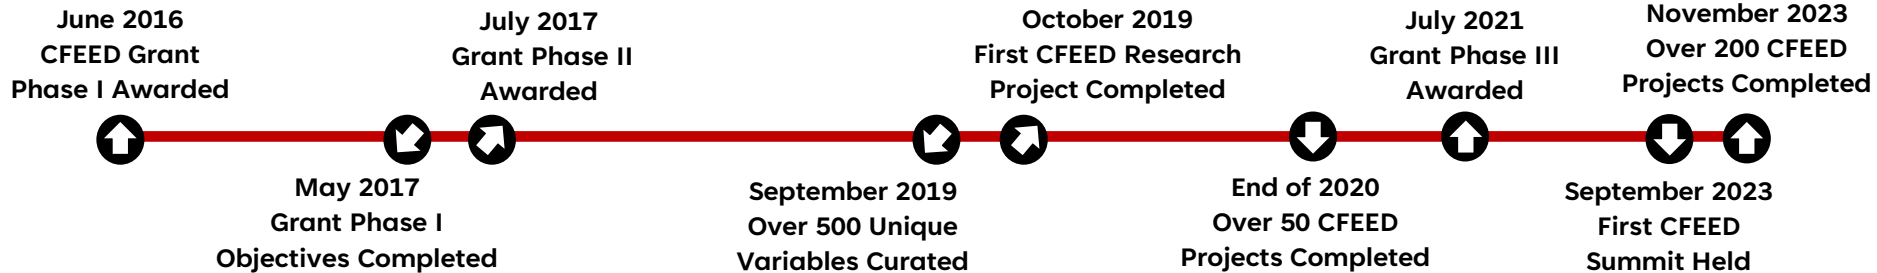 June 2016
CFEED Grant
Phase I Awarded
May 2017
Grant Phase I
Objectives Completed
July 2017
Grant Phase II
Awarded
September 2019
Over 500 Unique
Variables Curated
October 2019
First CFEED Research
Project Completed
End of 2020
Over 50 CFEED
Projects Completed
July 2021
Grant Phase III
Awarded
September 2023
First CFEED
Summit Held
November 2023
Over 200 CFEED
Projects Completed